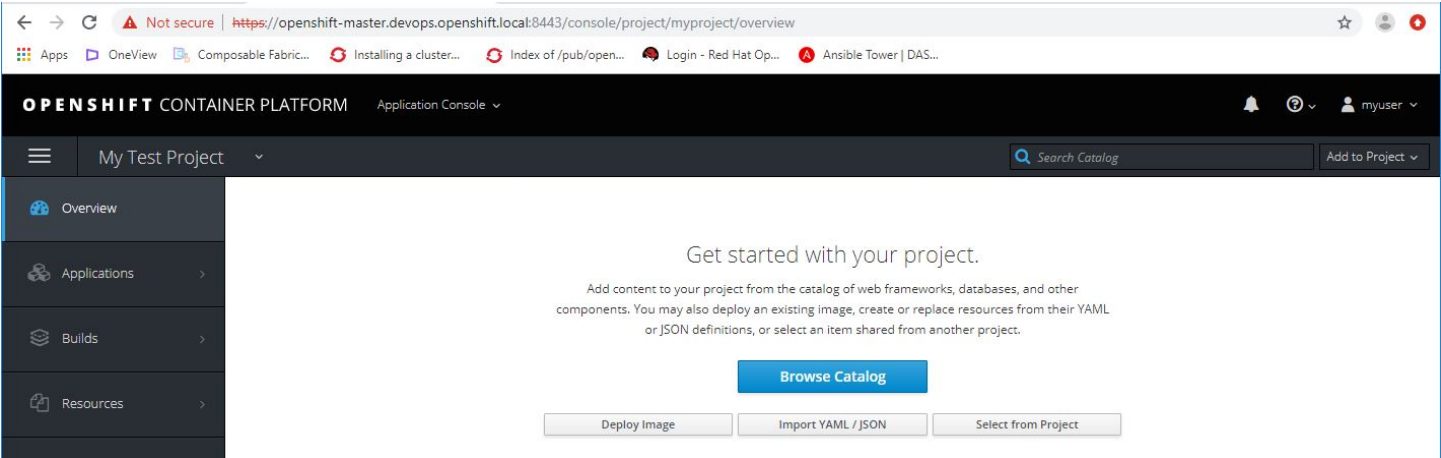 Not secure | https://openshift-master.devops.openshift.local:8443/console/project/myproject/overview
Apps OneView Composable Fabric... Installing a cluster... Index of /pub/open... Login - Red Hat Op... Ansible Tower | DAS...
OPENSHIFT CONTAINER PLATFORM Application Console myuser
My Test Project Search Catalog Add to Project
Overview
Get started with your project.
Applications
Add content to your project from the catalog of web frameworks, databases, and other
components. You may also deploy an existing image, create or replace resources from their YAML
or JSON definitions, or select an item shared from another project.
Builds
Browse Catalog
Resources
Deploy Image Import YAML / JSON Select from Project